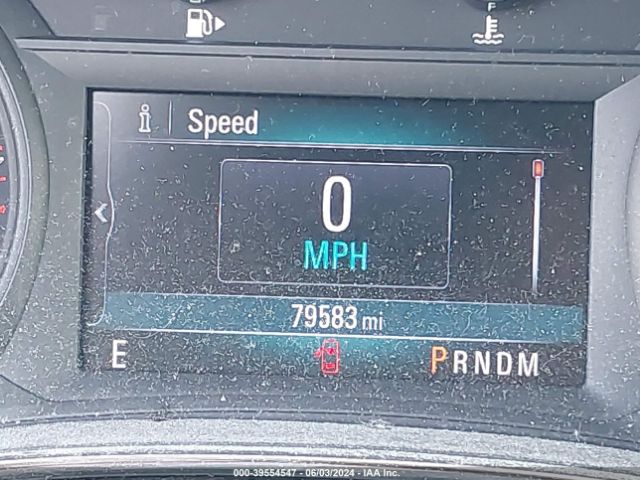 F
i Speed
0
MPH
79583 mi
E PRNDM
000-39554547 - 06/03/2024 - IAA Inc.